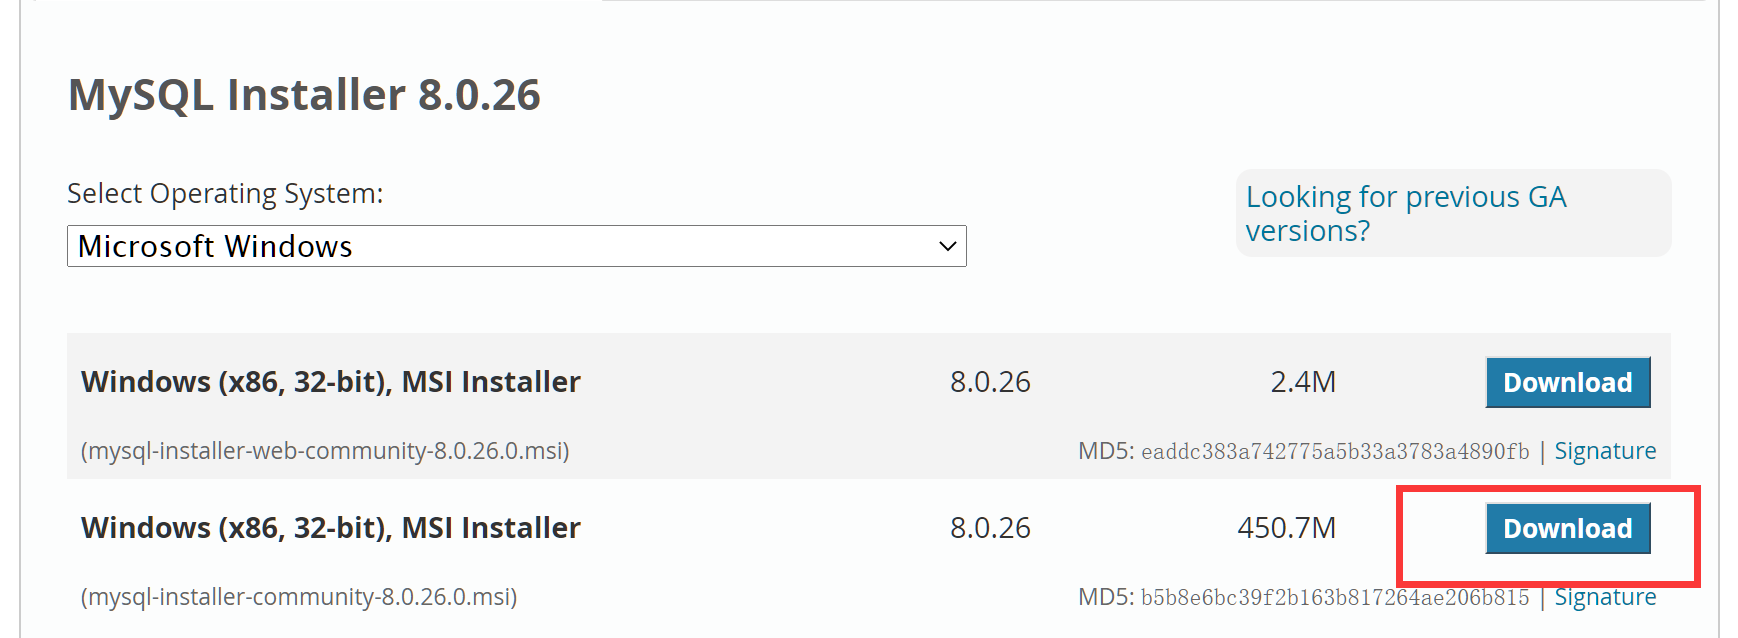 MySQL Installer 8.0.26
Select Operating System:
Looking for previous GA
versions?
Microsoft Windows
Windows (x86, 32-bit), MSI Installer 8.0.26 2.4M Download
(mysql-installer-web-community-8.0.26.0.msi) MD5: eaddc383a742775a5b33a3783a4890fb | Signature
Windows (x86, 32-bit), MSI Installer 8.0.26 450.7M Download
(mysql-installer-community-8.0.26.0.msi) MD5: b5b8e6bc39f2b163b817264ae206b815 | Signature